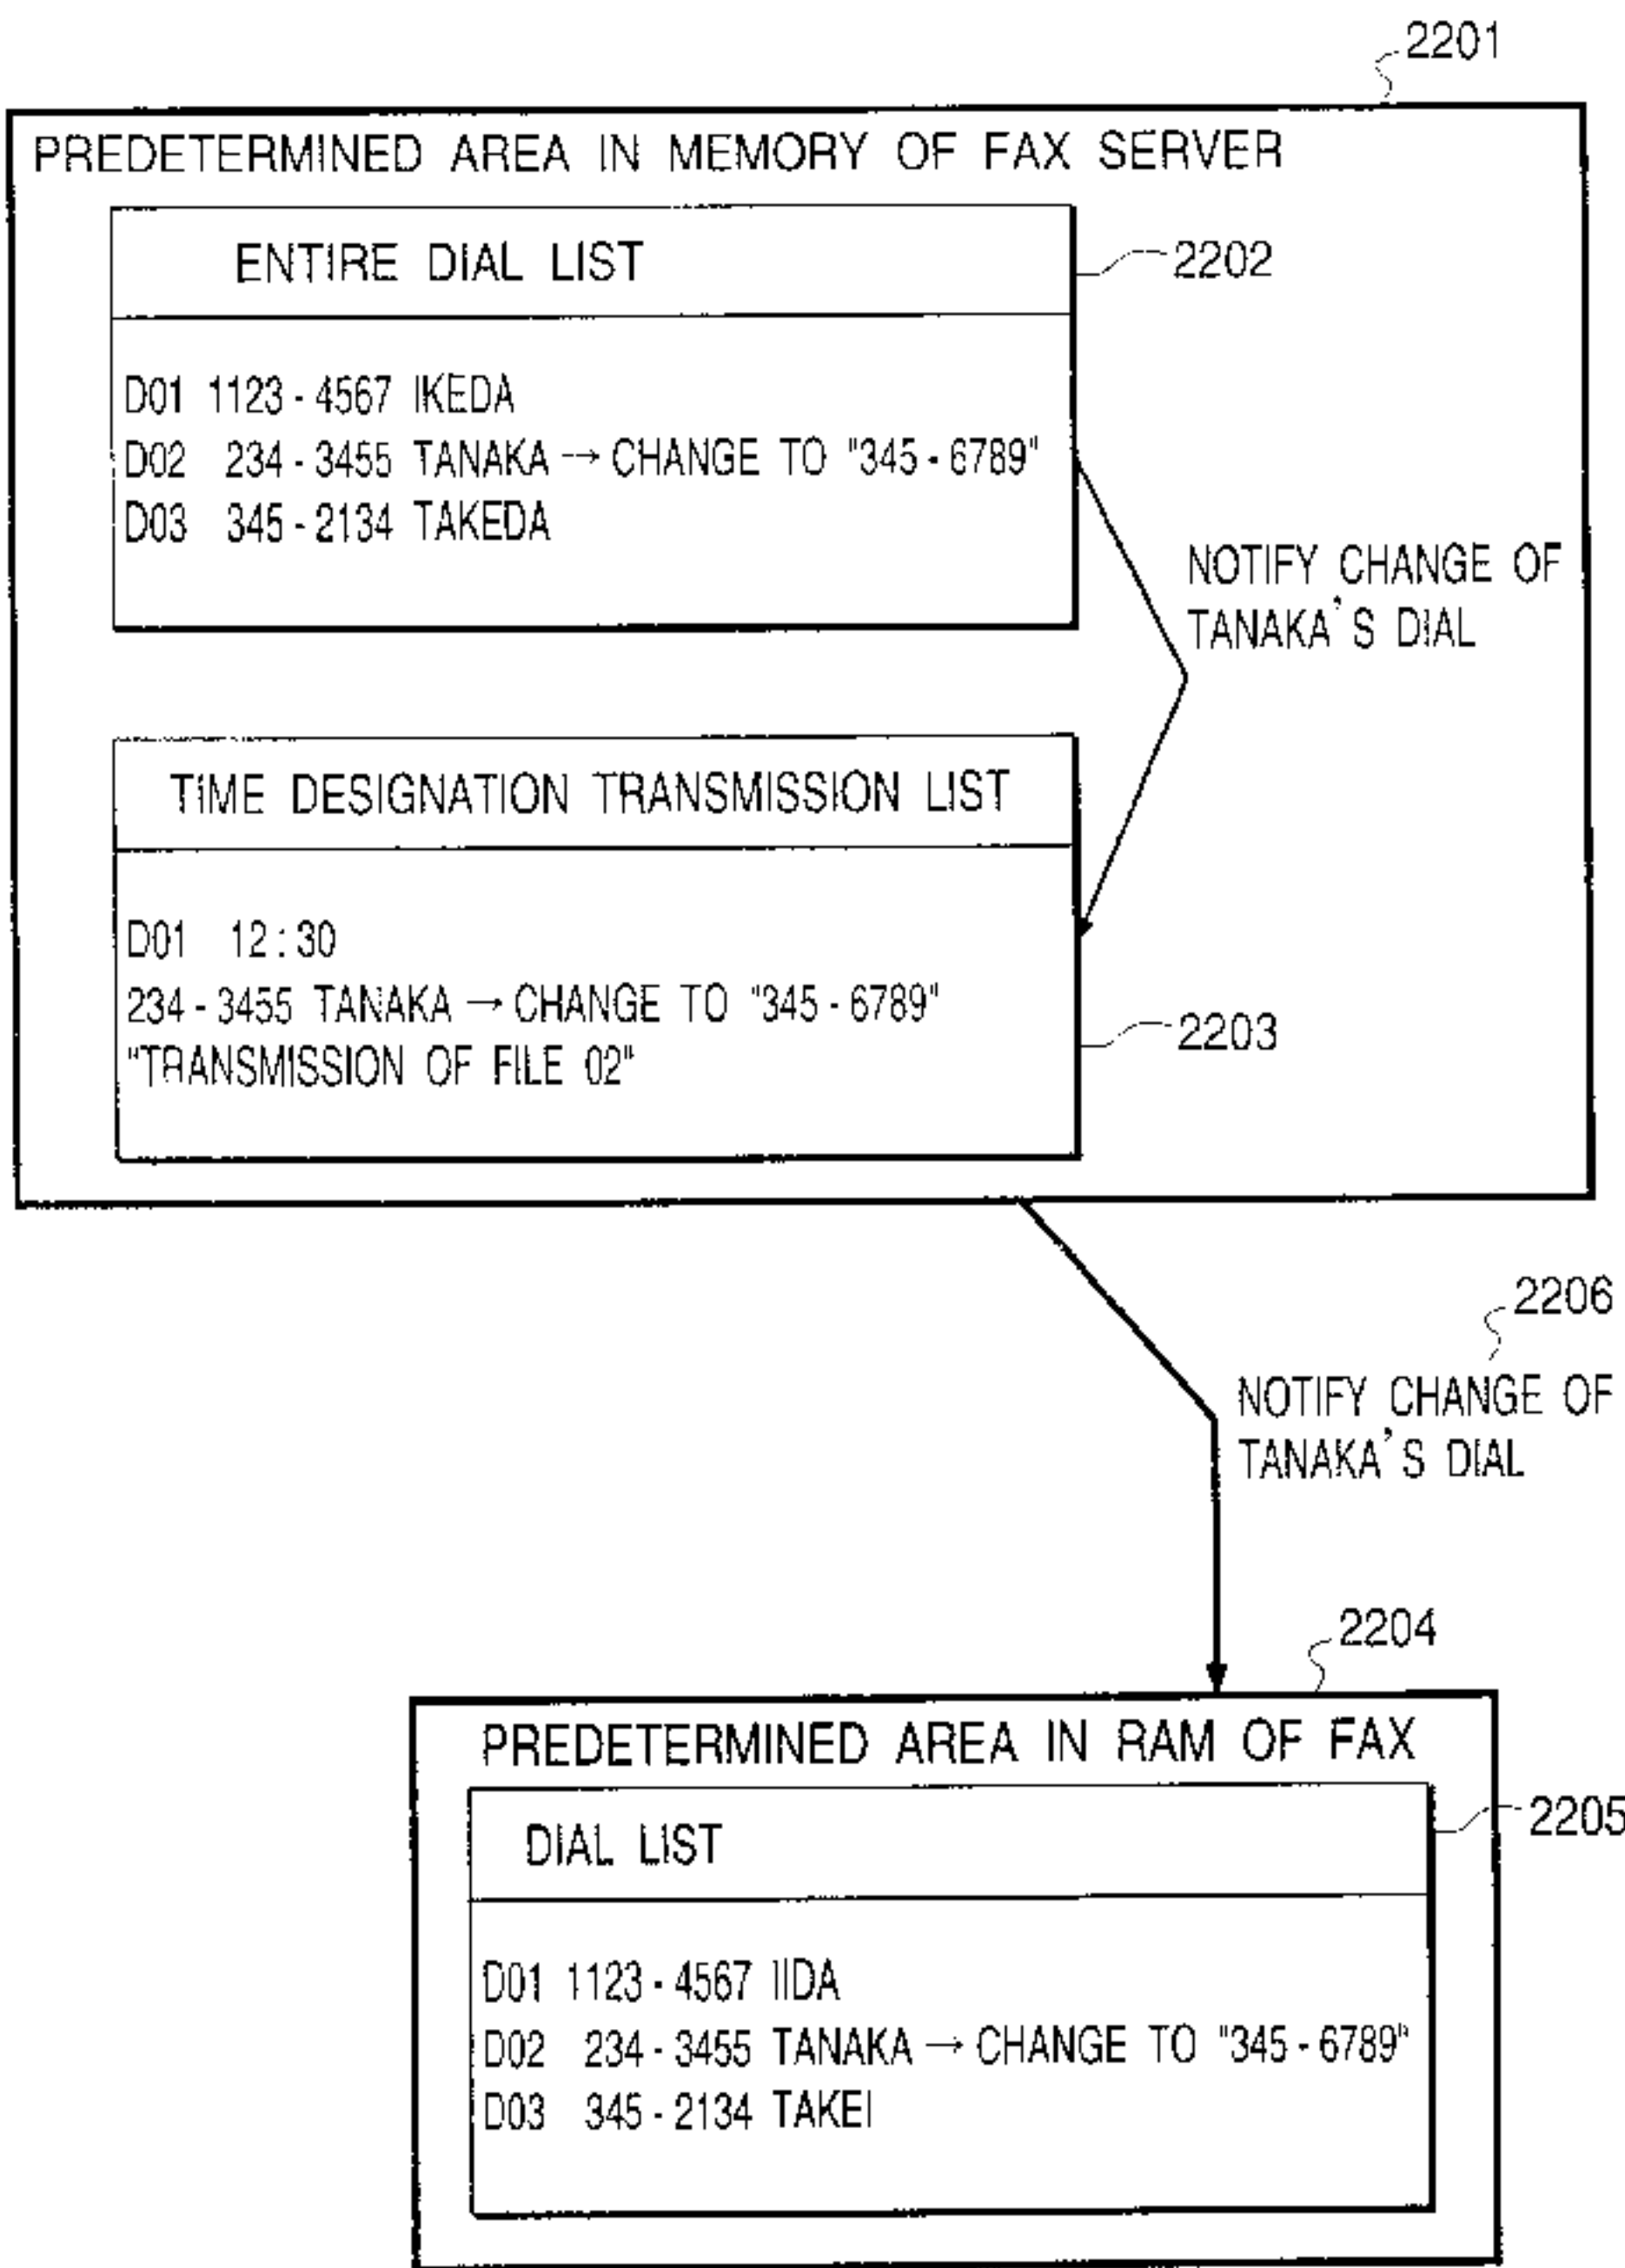 2201
PREDETERMINED AREA IN MEMORY OF FAX SERVER
ENTIRE DIAL LIST
2202
D01 1123-4567 IKEDA
D02 234-3455 TANAKA → CHANGE TO "345-6789"
D03 345-2134 TAKEDA
NOTIFY CHANGE OF
TANAKA'S DIAL
TIME DESIGNATION TRANSMISSION LIST
D01 12:30
234-3455 TANAKA → CHANGE TO "345-6789"
"TRANSMISSION OF FILE 02"
2203
2206
NOTIFY CHANGE OF
TANAKA'S DIAL
2204
PREDETERMINED AREA IN RAM OF FAX
DIAL LIST
2205
D01 1123-4567 IIDA
D02 234-3455 TANAKA → CHANGE TO "345-6789"
D03 345-2134 TAKEI